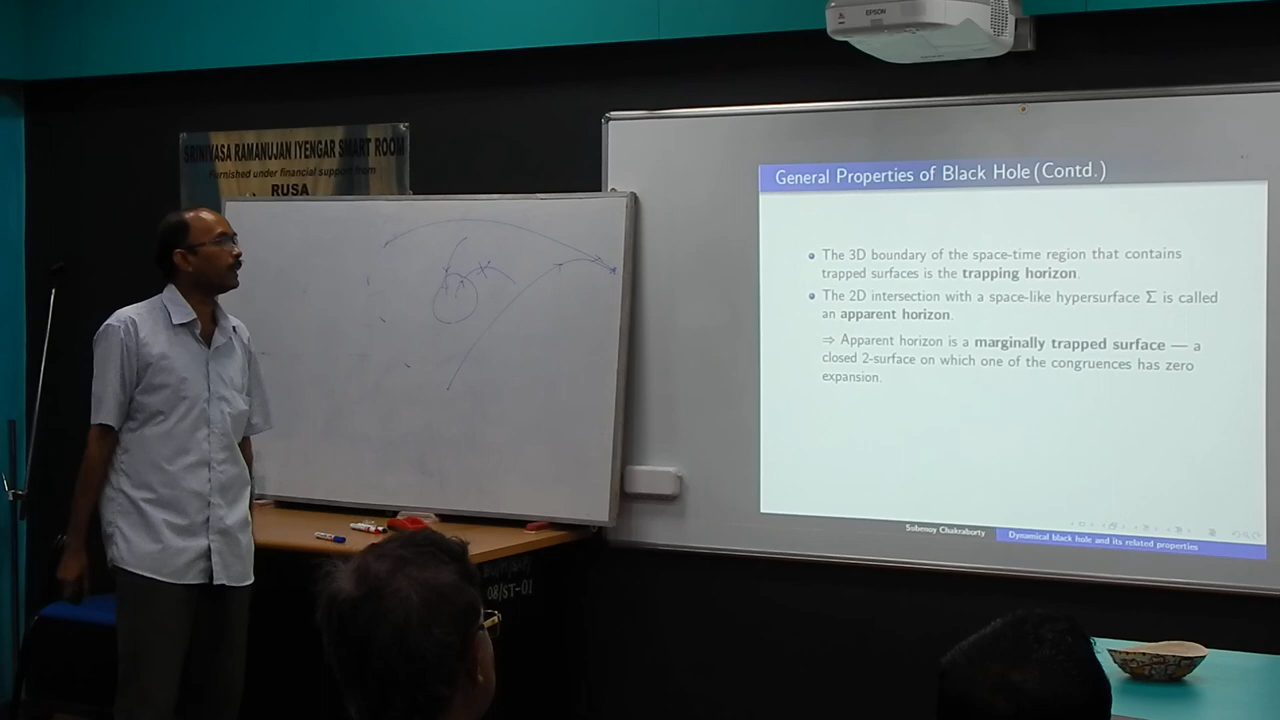 EPSON
SRINIVASA RAMANUJAN IYENGAR SMART ROOM
Furnished under financial support from
RUSA
General Properties of Black Hole (Contd.)
The 3D boundary of the space-time region that contains
trapped surfaces is the trapping horizon.
The 2D intersection with a space-like hypersurface Σ is called
an apparent horizon.
⇒ Apparent horizon is a marginally trapped surface — a
closed 2-surface on which one of the congruences has zero
expansion.
Subenoy Chakraborty
Dynamical black hole and its related properties
08/ST-01